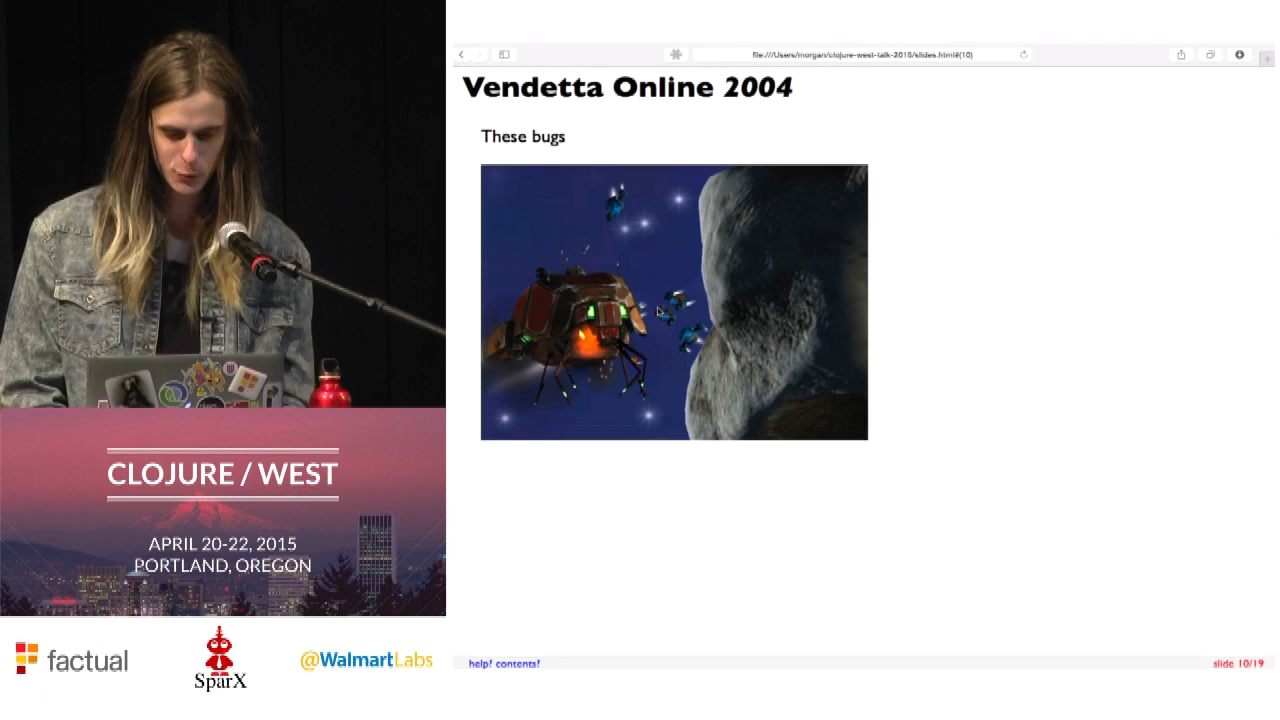 file:///Users/morgan/clojure-west-talk-2015/slides.html#(10)
Vendetta Online 2004
These bugs
CLOJURE / WEST
APRIL 20-22, 2015
PORTLAND, OREGON
factual
SparX
@WalmartLabs
help? contents?
slide 10/19